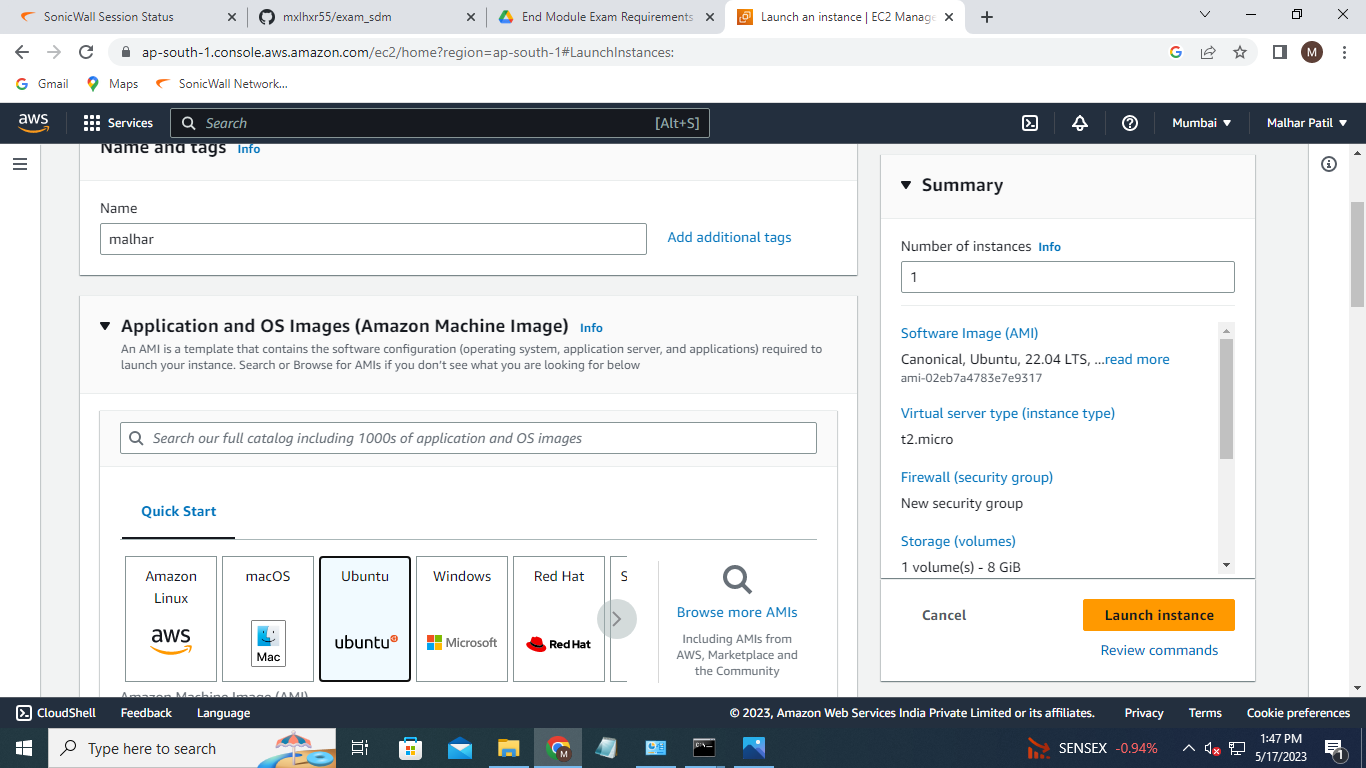 SonicWall Session Status
mxlhxr55/exam_sdm
End Module Exam Requirements
Launch an instance | EC2 Manage
ap-south-1.console.aws.amazon.com/ec2/home?region=ap-south-1#LaunchInstances:
M
Gmail
Maps
SonicWall Network...
aws
Services
Search
[Alt+S]
Mumbai
Malhar Patil
Name and tags Info
Name
malhar
Add additional tags
Application and OS Images (Amazon Machine Image) Info
An AMI is a template that contains the software configuration (operating system, application server, and applications) required to
launch your instance. Search or Browse for AMIs if you don't see what you are looking for below
Search our full catalog including 1000s of application and OS images
Quick Start
Amazon
Linux
aws
macOS
Mac
Ubuntu
ubuntu
Windows
Microsoft
Red Hat
Red Hat
S
Browse more AMIs
Including AMIs from
AWS, Marketplace and
the Community
Amazon Machine Image (AMI)
Summary
Number of instances Info
1
Software Image (AMI)
Canonical, Ubuntu, 22.04 LTS, ...read more
ami-02eb7a4783e7e9317
Virtual server type (instance type)
t2.micro
Firewall (security group)
New security group
Storage (volumes)
1 volume(s) - 8 GiB
Cancel
Launch instance
Review commands
CloudShell
Feedback
Language
© 2023, Amazon Web Services India Private Limited or its affiliates.
Privacy
Terms
Cookie preferences
Type here to search
M
SENSEX -0.94%
1:47 PM
5/17/2023
1